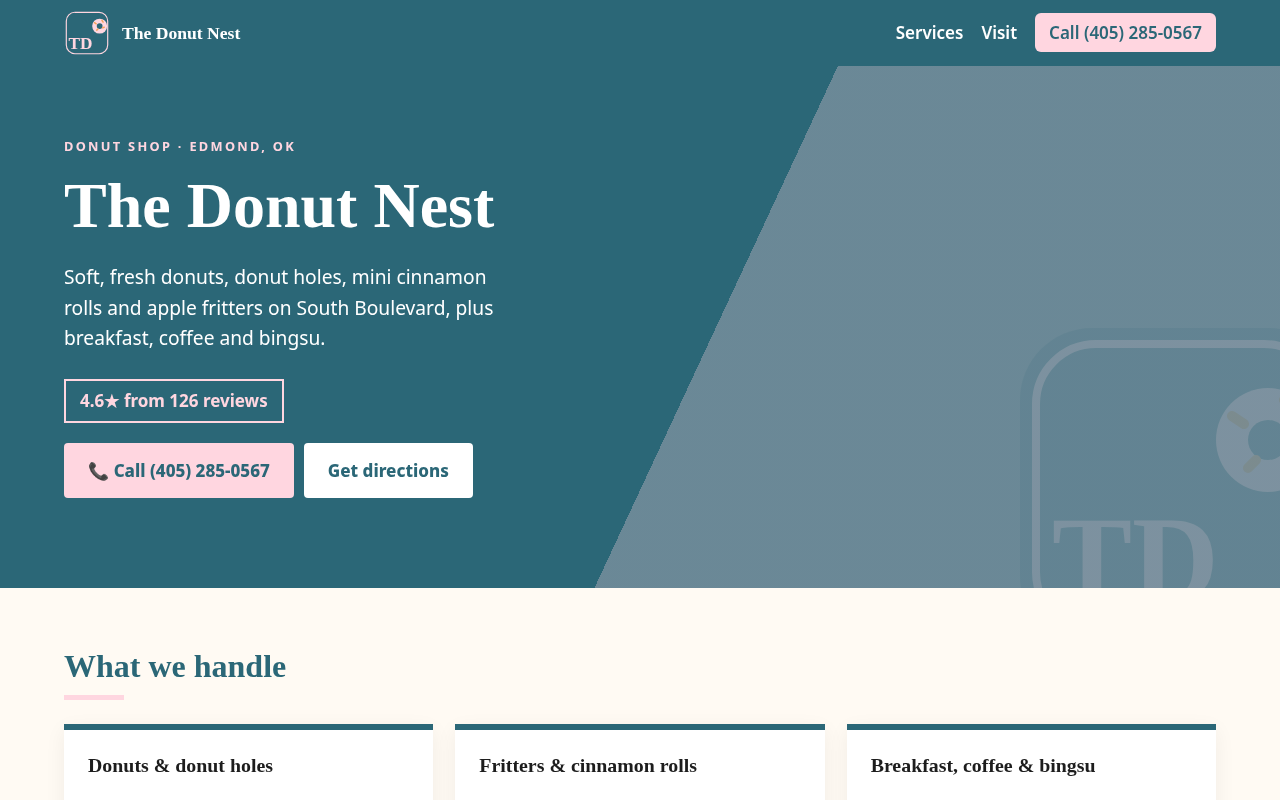 TD
The Donut Nest
Services
Visit
Call (405) 285-0567
DONUT SHOP · EDMOND, OK
The Donut Nest
Soft, fresh donuts, donut holes, mini cinnamon
rolls and apple fritters on South Boulevard, plus
breakfast, coffee and bingsu.
4.6★ from 126 reviews
📞 Call (405) 285-0567
Get directions
TD
What we handle
Donuts & donut holes
Fritters & cinnamon rolls
Breakfast, coffee & bingsu